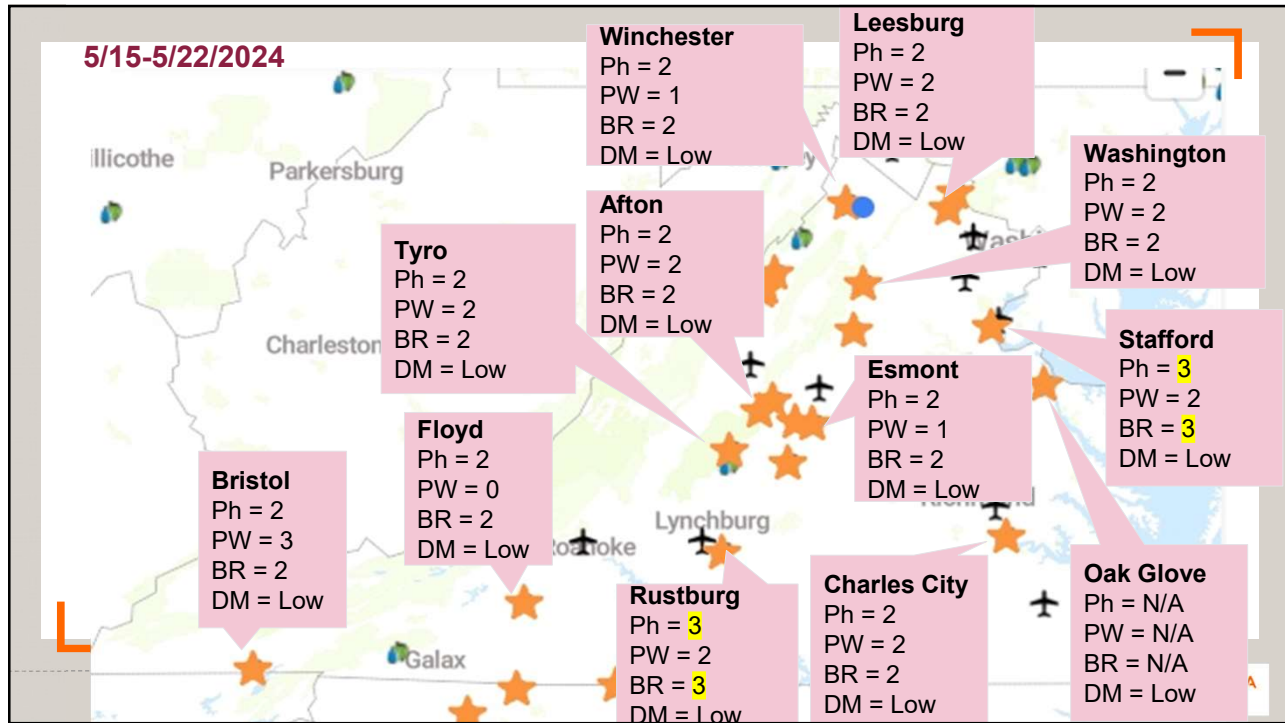 5/15-5/22/2024
Winchester
Ph = 2
PW = 1
BR = 2
DM = Low
Leesburg
Ph = 2
PW = 2
BR = 2
DM = Low
Washington
Ph = 2
PW = 2
BR = 2
DM = Low
Afton
Ph = 2
PW = 2
BR = 2
DM = Low
Tyro
Ph = 2
PW = 2
BR = 2
DM = Low
Stafford
Ph = 3
PW = 2
BR = 3
DM = Low
Esmont
Ph = 2
PW = 1
BR = 2
DM = Low
Floyd
Ph = 2
PW = 0
BR = 2
DM = Low
Bristol
Ph = 2
PW = 3
BR = 2
DM = Low
Rustburg
Ph = 3
PW = 2
BR = 3
DM = Low
Charles City
Ph = 2
PW = 2
BR = 2
DM = Low
Oak Glove
Ph = N/A
PW = N/A
BR = N/A
DM = Low
illicothe
Parkersburg
Charleston
Washi
Lynchburg
Roanoke
Galax
A